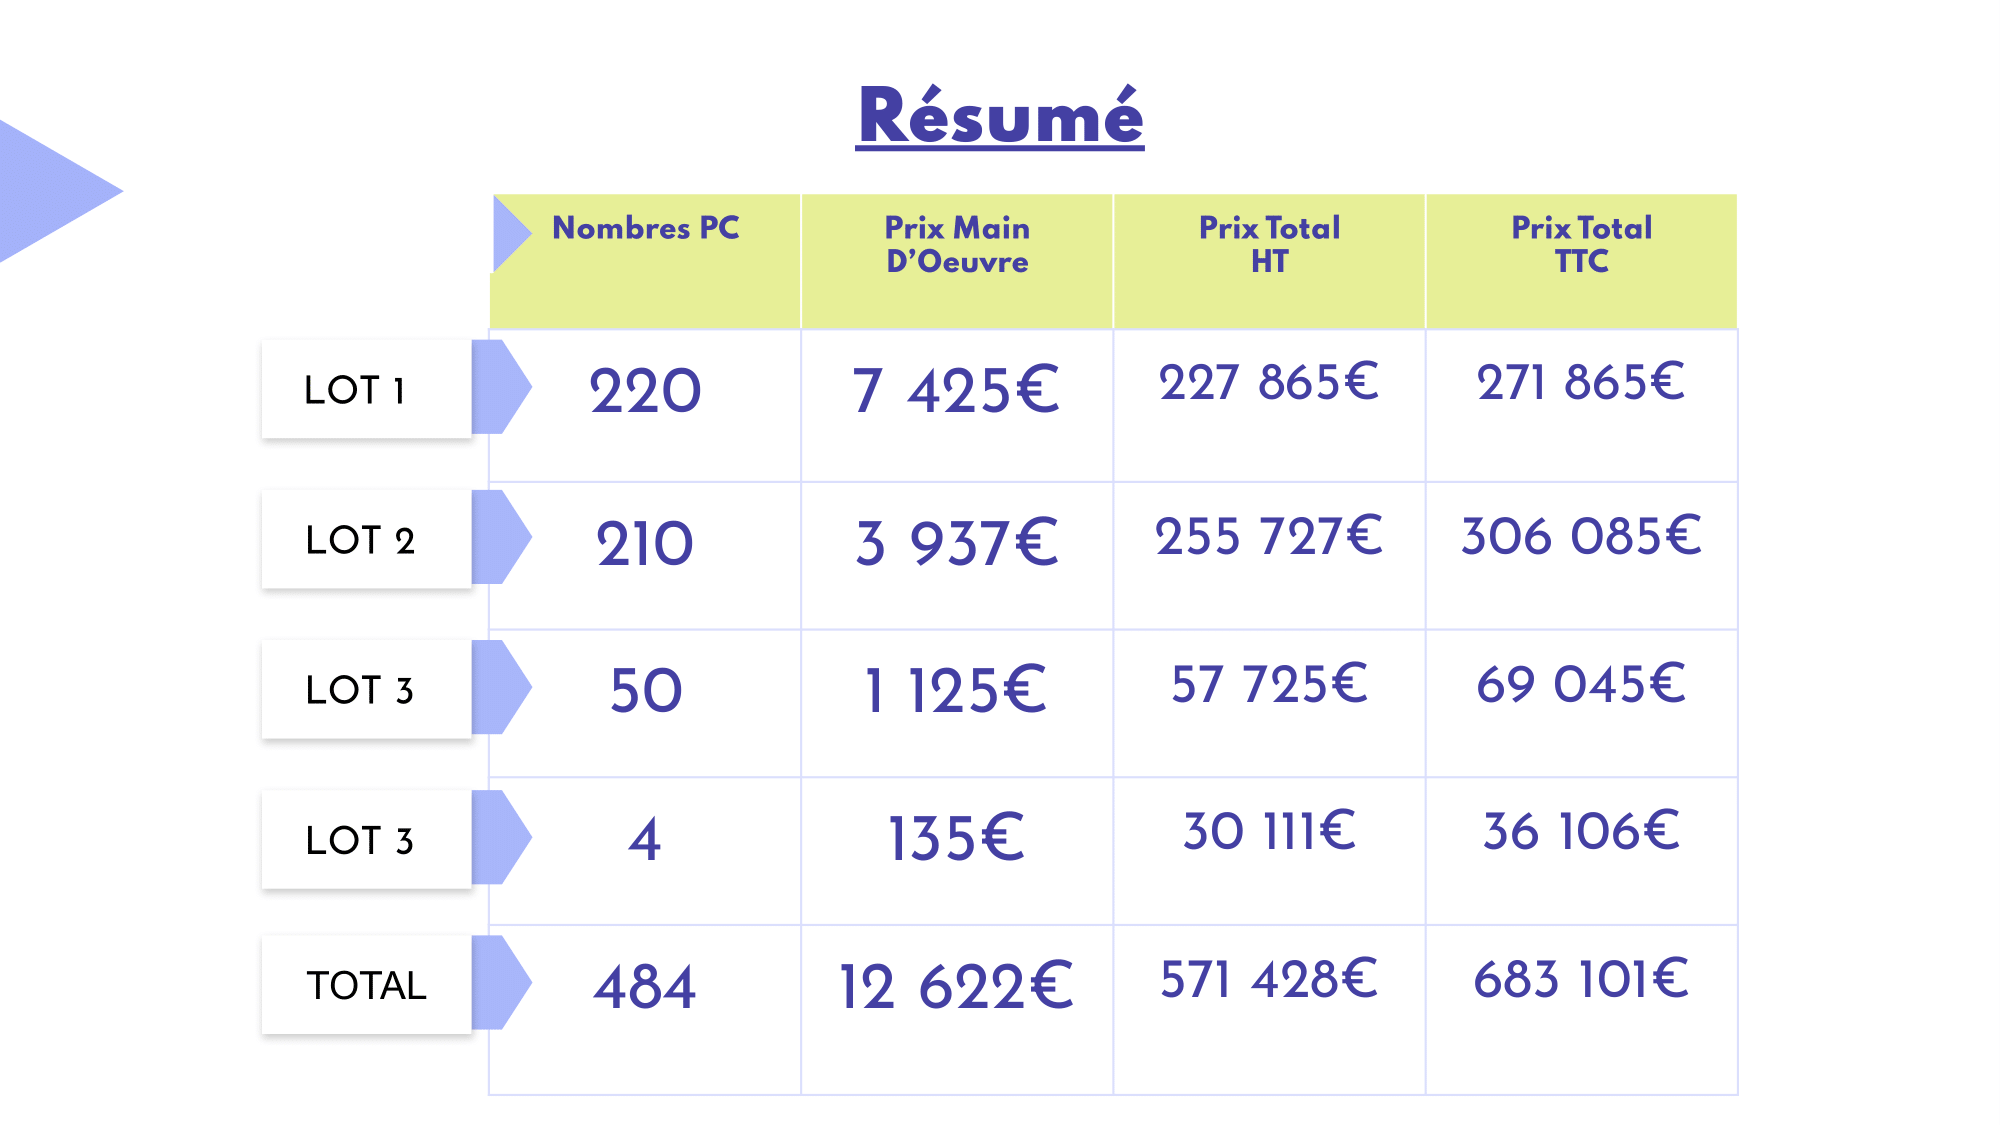 Résumé
Nombres PC
Prix Main
D’Oeuvre
Prix Total
HT
Prix Total
TTC
LOT 1
220
7 425€
227 865€
271 865€
LOT 2
210
3 937€
255 727€
306 085€
LOT 3
50
1 125€
57 725€
69 045€
LOT 3
4
135€
30 111€
36 106€
TOTAL
484
12 622€
571 428€
683 101€